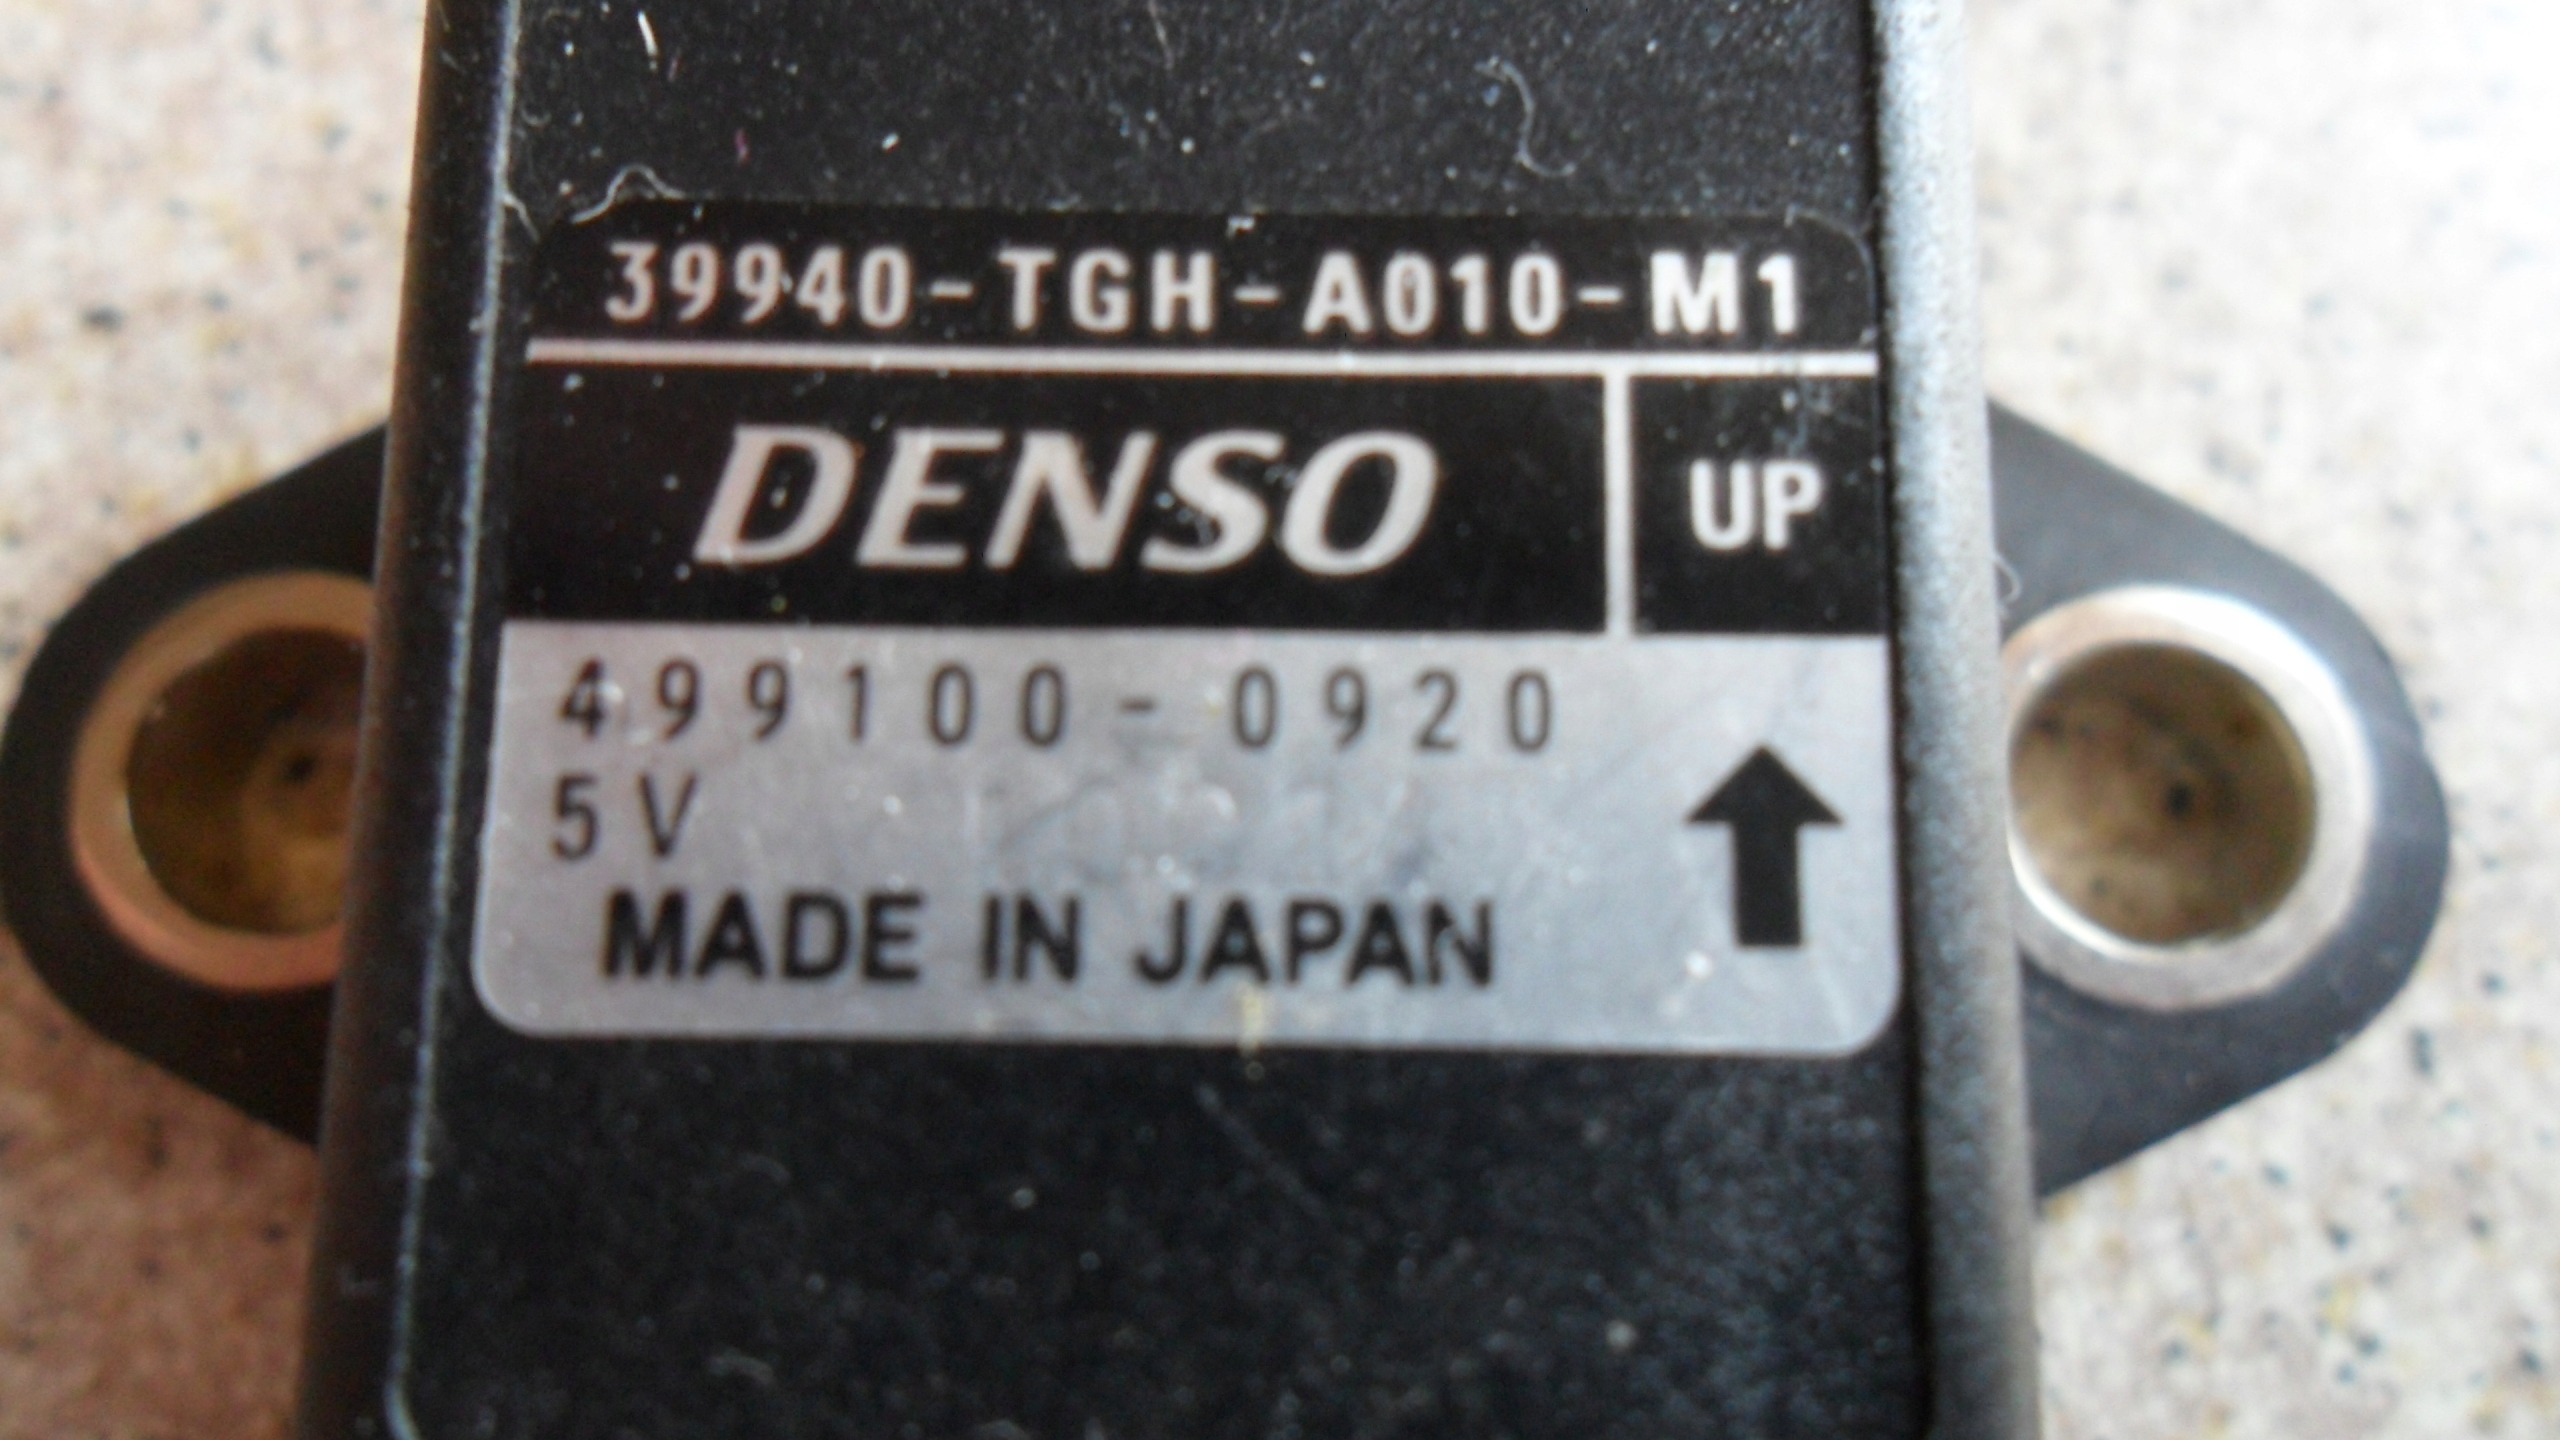 39940-TGH-A010-M1
DENSO
UP
499100-0920
5V
MADE IN JAPAN